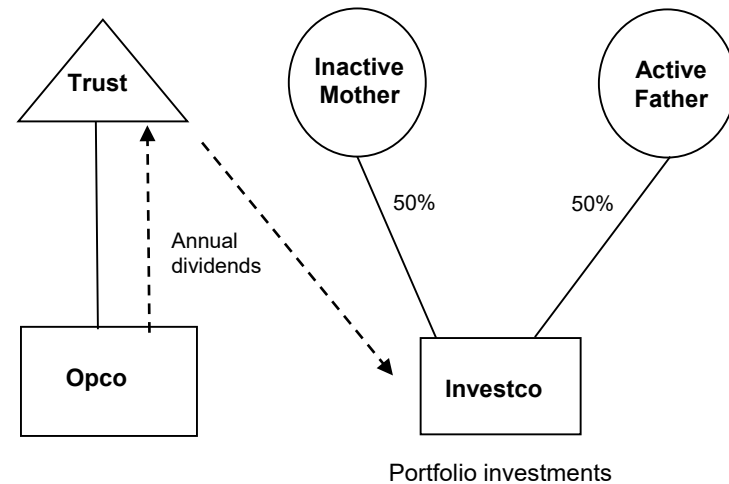 Trust
Inactive
Mother
Active
Father
50%
50%
Annual
dividends
Opco
Investco
Portfolio investments